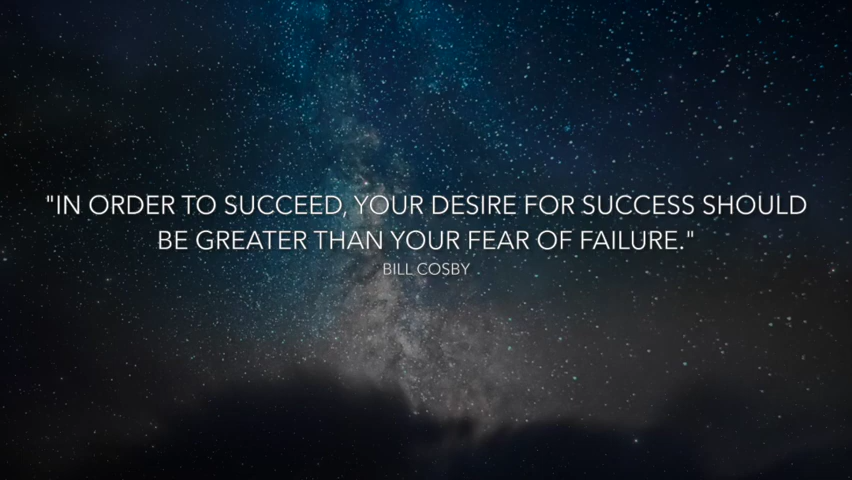 "IN ORDER TO SUCCEED, YOUR DESIRE FOR SUCCESS SHOULD
BE GREATER THAN YOUR FEAR OF FAILURE."
BILL COSBY